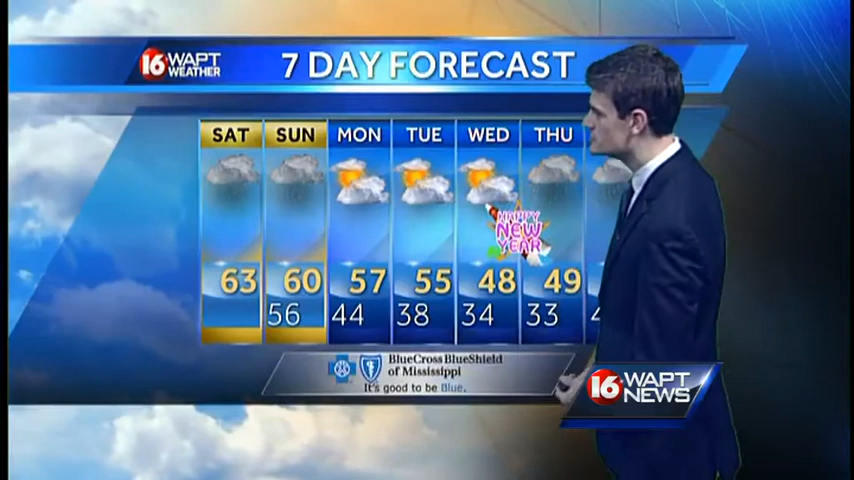 16 WAPT WEATHER
7 DAY FORECAST
SAT SUN MON TUE WED THU
HAPPY NEW YEAR
63 60 57 55 48 49
56 44 38 34 33 4
BlueCross BlueShield
of Mississippi
It's good to be Blue.
16 WAPT
NEWS